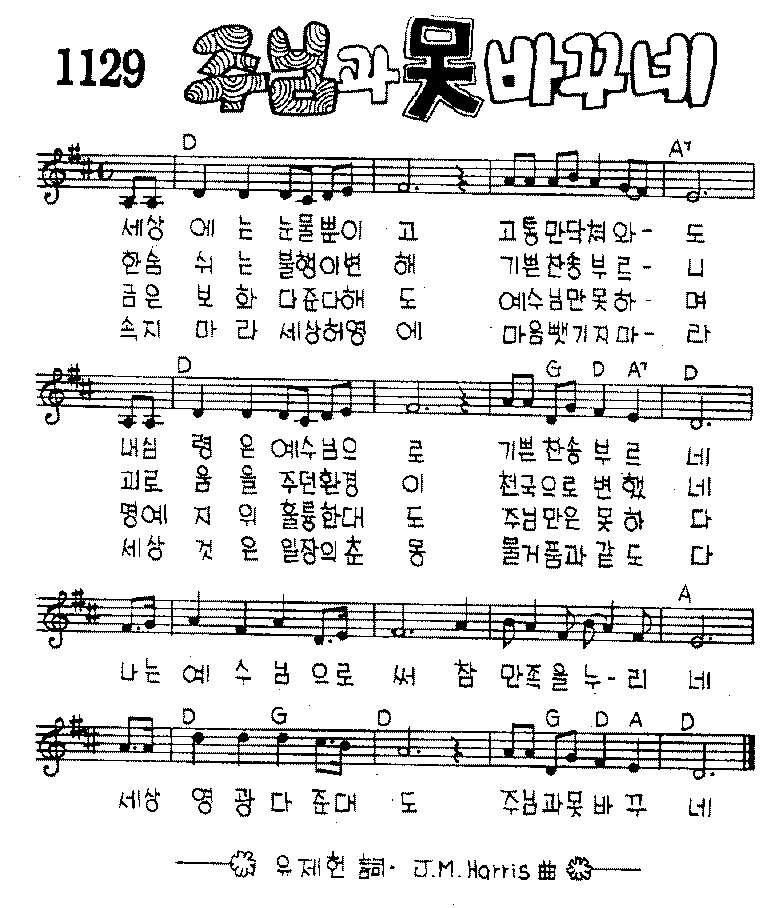 1129 주님과 못 바꾸네
D A7
세상 에 는 눈물뿐이 고 고통만닥쳐와- 도
한숨 쉬 는 불행이변 해 기쁜찬송부르- 니
금은 보 화 다준다해 도 예수님만못하- 며
속지 마 라 세상허영 에 마음뺏기지마- 라
D G D A7 D
내심 령 은 예수님으 로 기쁜찬송부르 네
괴로 움 을 주던환경 이 천국으로변했 네
명예 지 위 훌륭한대 도 주님만은못하 다
세상 것 은 일장의춘 몽 물거품과같도 다
A
나는 예 수 님 으로 써 참 만족을누-리 네
D G D G D A D
세상 영 광 다 준대 도 주님과못바꾸 네
유제헌 詞· J.M.Harris 曲